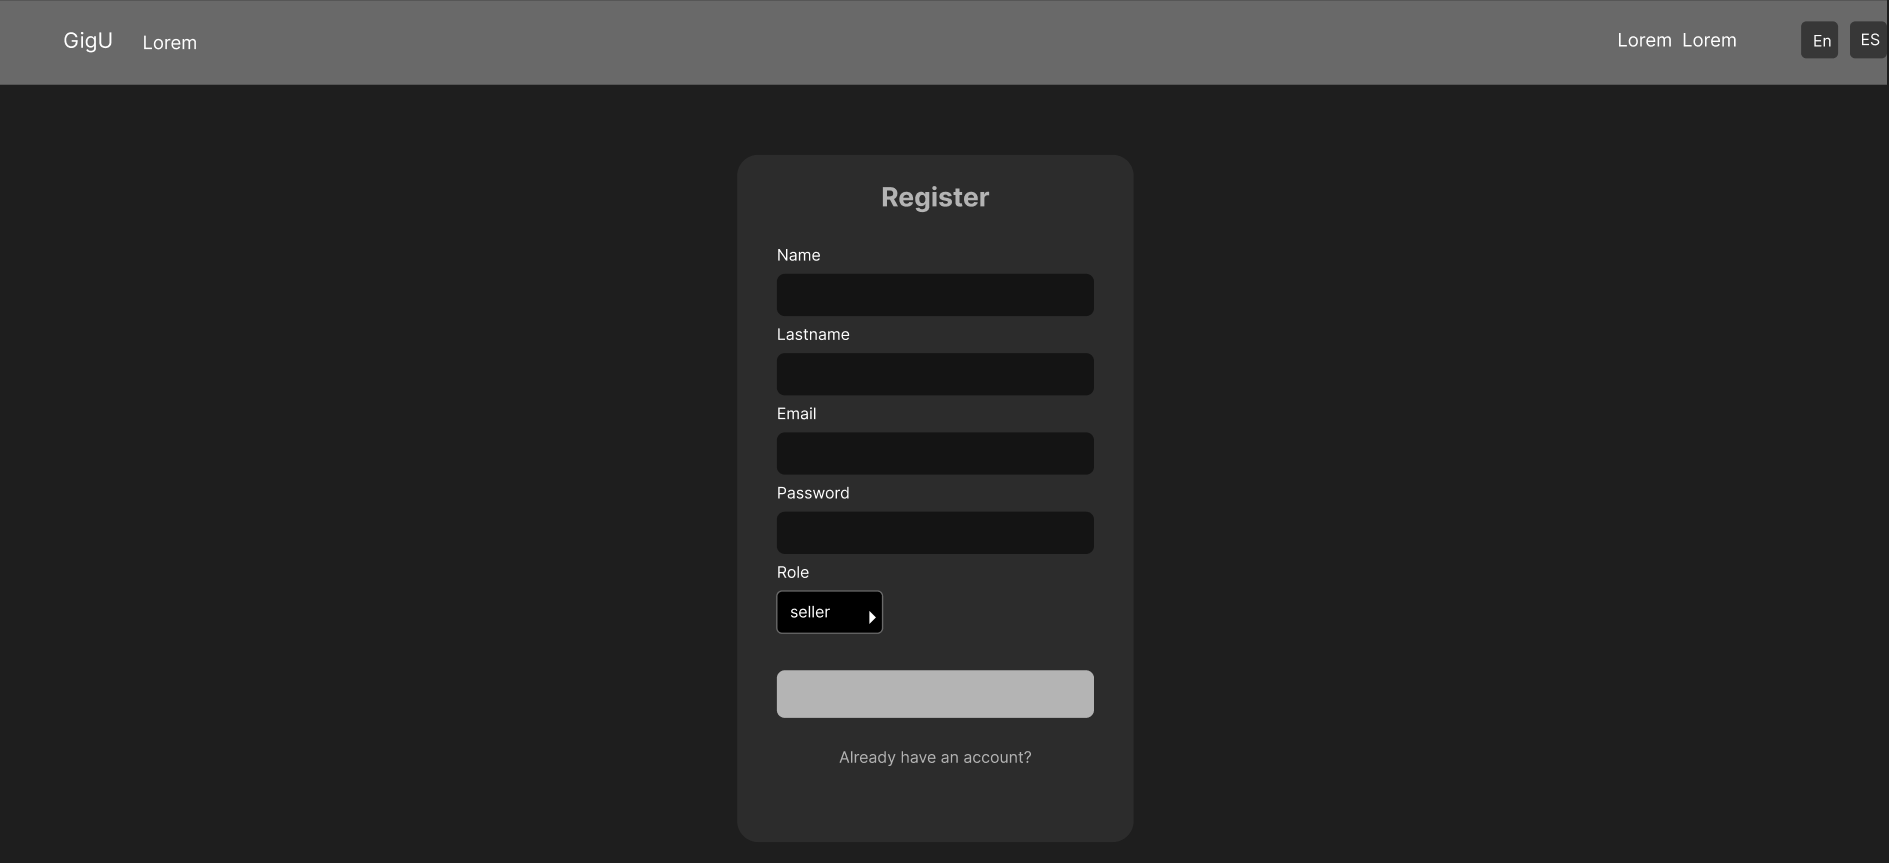 GigU Lorem Lorem Lorem En ES
Register
Name
Lastname
Email
Password
Role
seller
Already have an account?